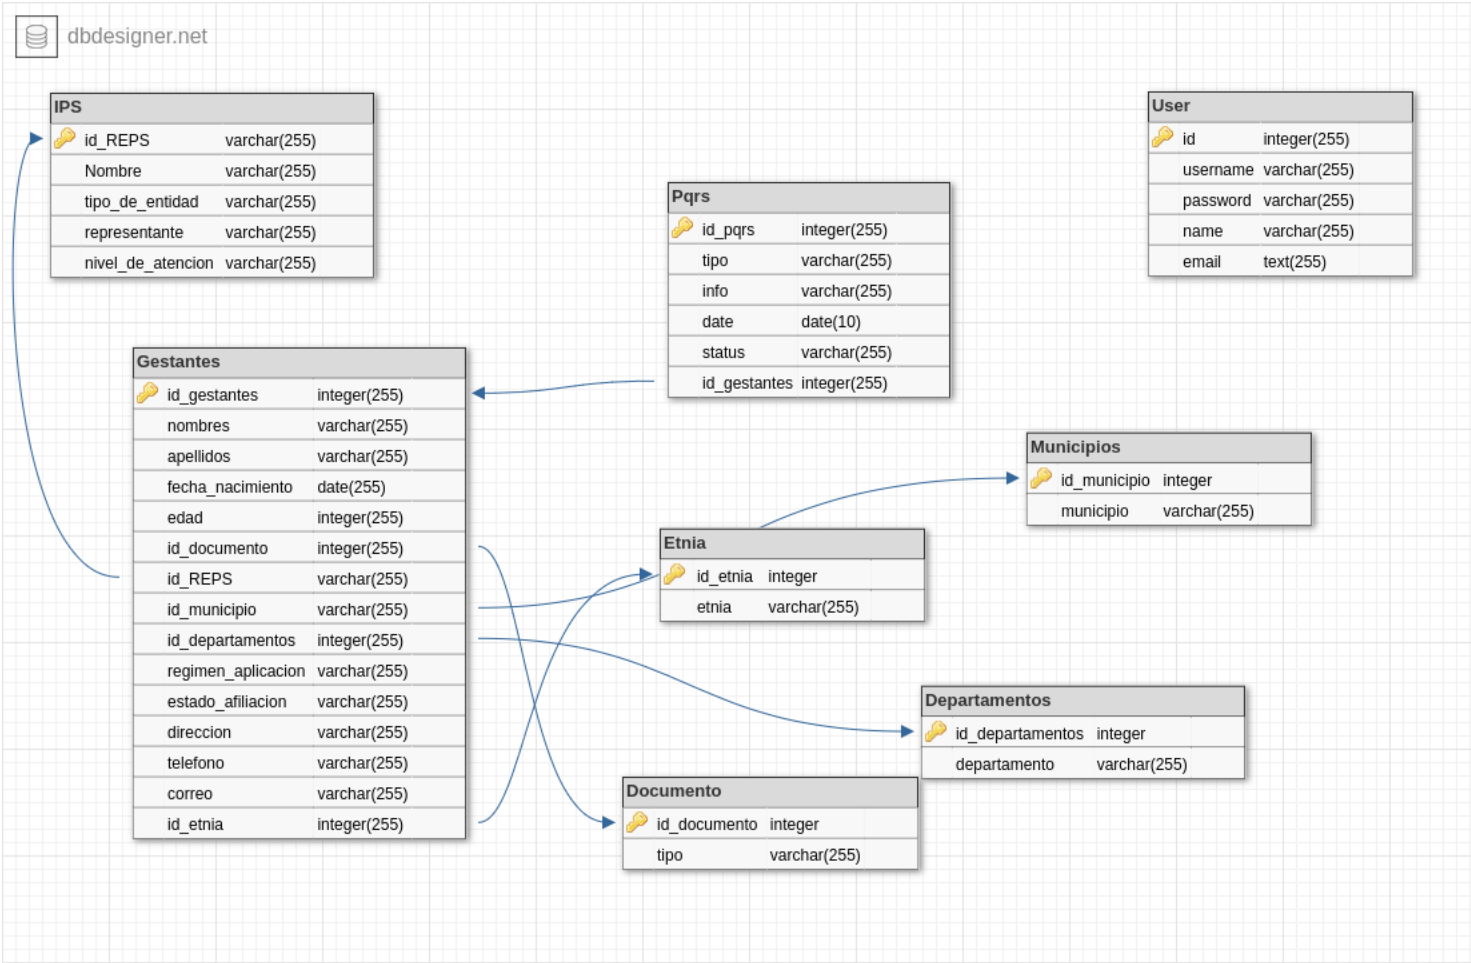 dbdesigner.net
IPS
id_REPS varchar(255)
Nombre varchar(255)
tipo_de_entidad varchar(255)
representante varchar(255)
nivel_de_atencion varchar(255)
User
id integer(255)
username varchar(255)
password varchar(255)
name varchar(255)
email text(255)
Pqrs
id_pqrs integer(255)
tipo varchar(255)
info varchar(255)
date date(10)
status varchar(255)
id_gestantes integer(255)
Gestantes
id_gestantes integer(255)
nombres varchar(255)
apellidos varchar(255)
fecha_nacimiento date(255)
edad integer(255)
id_documento integer(255)
id_REPS varchar(255)
id_municipio varchar(255)
id_departamentos integer(255)
regimen_aplicacion varchar(255)
estado_afiliacion varchar(255)
direccion varchar(255)
telefono varchar(255)
correo varchar(255)
id_etnia integer(255)
Municipios
id_municipio integer
municipio varchar(255)
Etnia
id_etnia integer
etnia varchar(255)
Departamentos
id_departamentos integer
departamento varchar(255)
Documento
id_documento integer
tipo varchar(255)